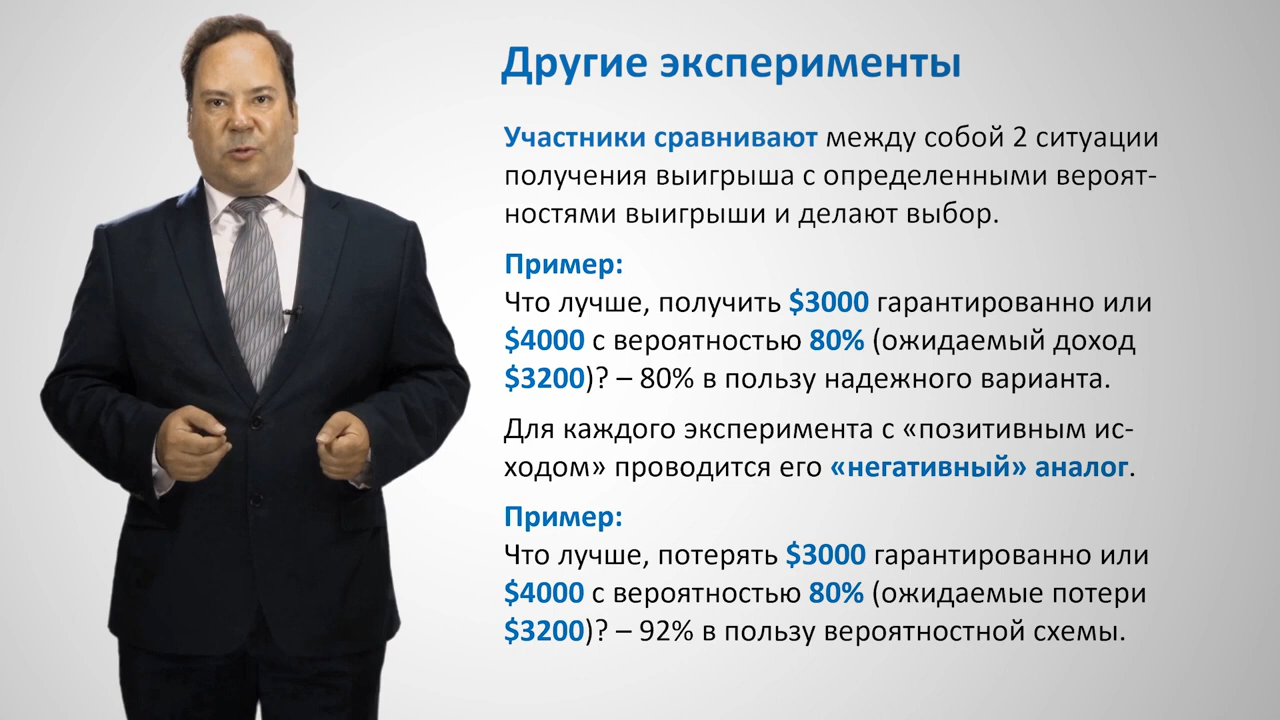 Другие эксперименты
Участники сравнивают между собой 2 ситуации
получения выигрыша с определенными вероят-
ностями выигрыши и делают выбор.
Пример:
Что лучше, получить $3000 гарантированно или
$4000 с вероятностью 80% (ожидаемый доход
$3200)? – 80% в пользу надежного варианта.
Для каждого эксперимента с «позитивным ис-
ходом» проводится его «негативный» аналог.
Пример:
Что лучше, потерять $3000 гарантированно или
$4000 с вероятностью 80% (ожидаемые потери
$3200)? – 92% в пользу вероятностной схемы.